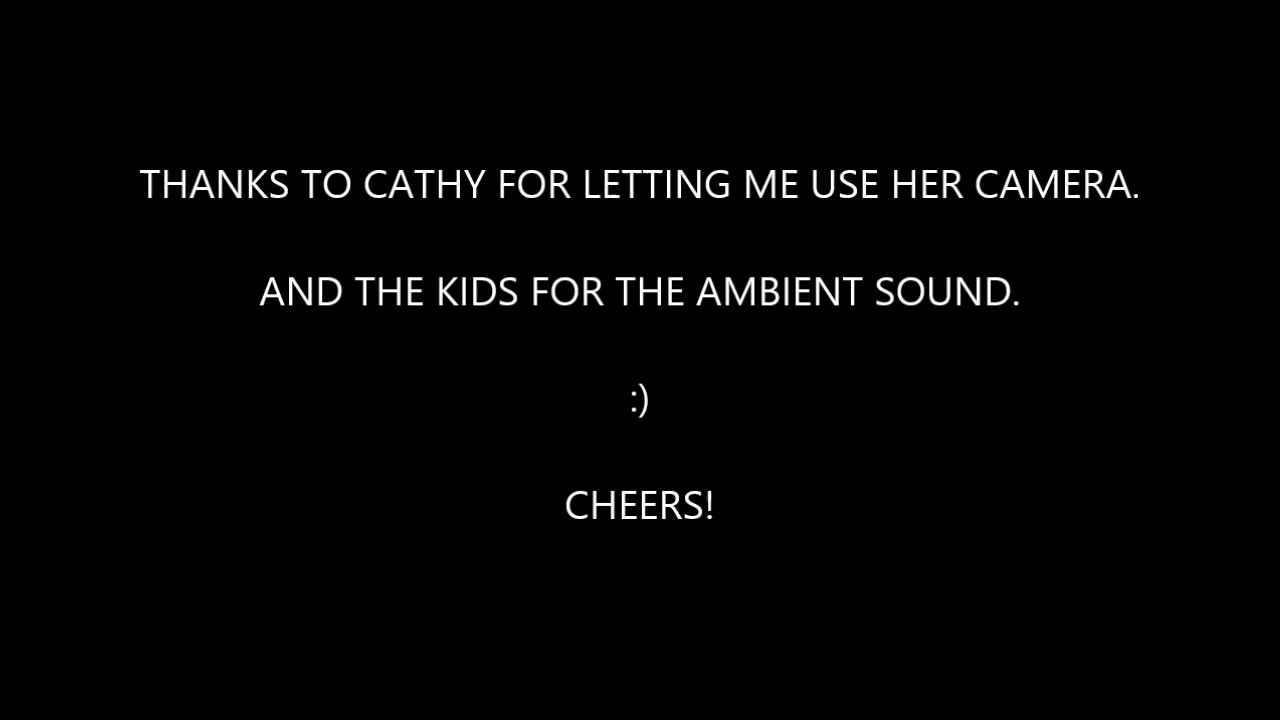 THANKS TO CATHY FOR LETTING ME USE HER CAMERA.
AND THE KIDS FOR THE AMBIENT SOUND.
:)
CHEERS!